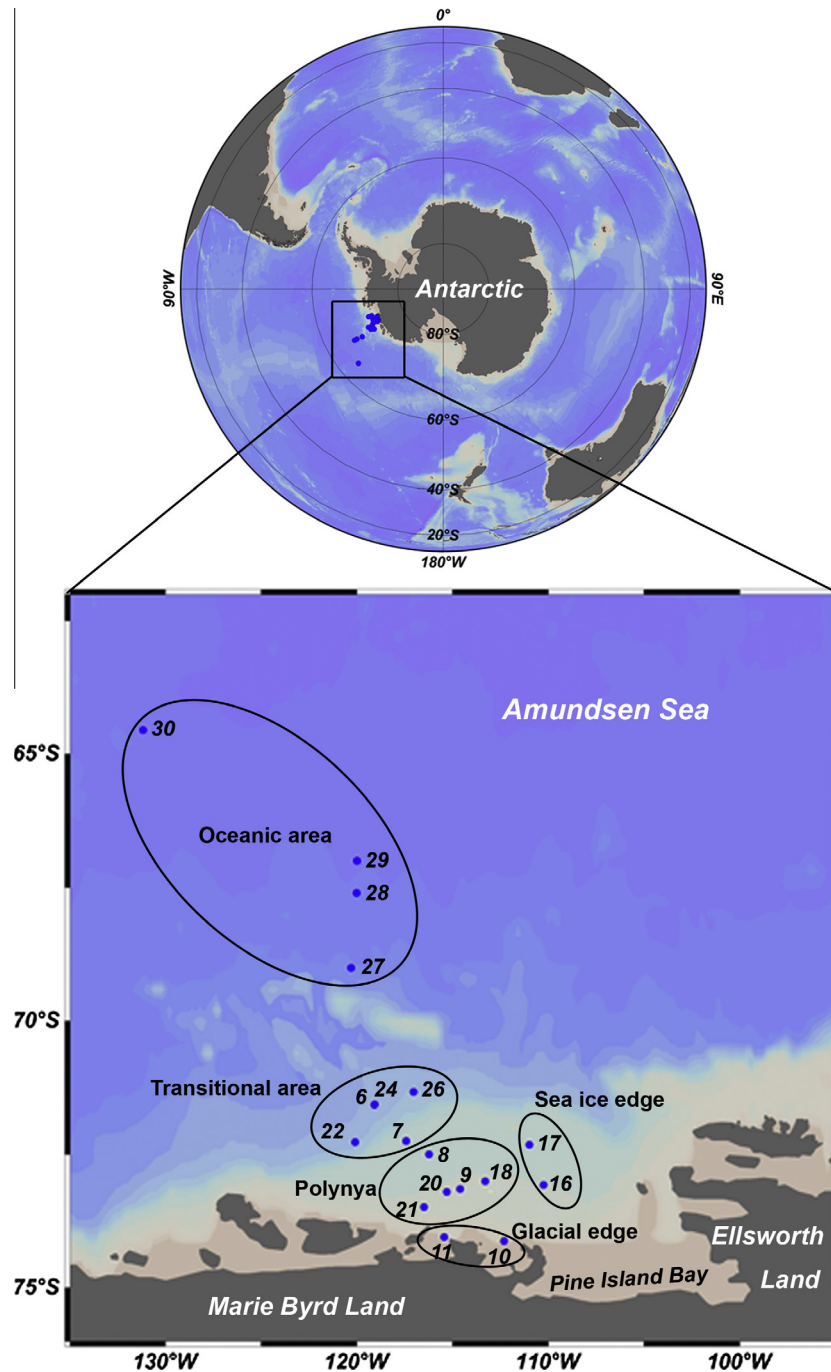 0°
90°W
90°E
Antarctic
80°S
60°S
40°S
20°S
180°W
Amundsen Sea
30
65°S
Oceanic area
29
28
27
70°S
Transitional area
6
24
26
Sea ice edge
22
7
17
8
Polynya
20
9
18
16
21
Glacial edge
11
10
Ellsworth
Land
Pine Island Bay
75°S
Marie Byrd Land
130°W
120°W
110°W
100°W